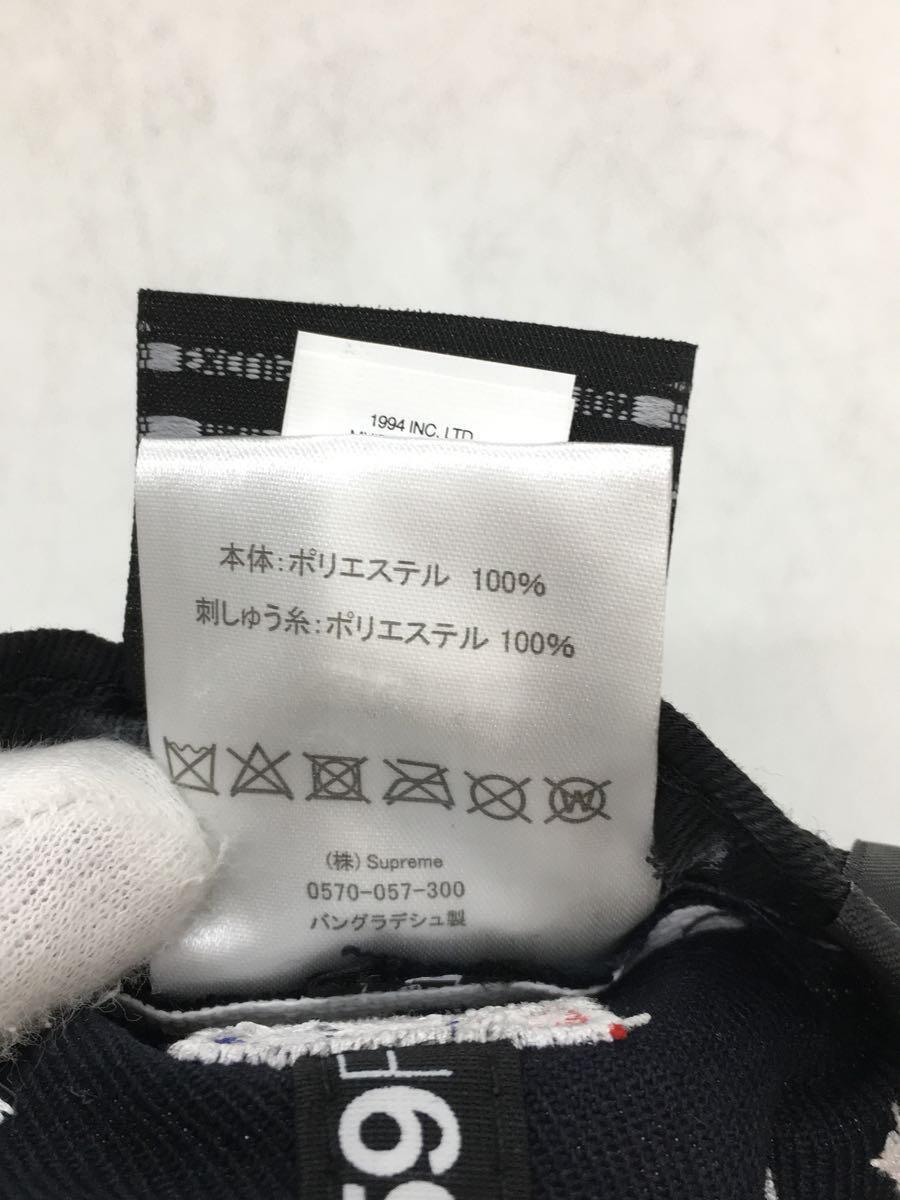 1994 INC. LTD
本体:ポリエステル 100%
刺しゅう糸:ポリエステル 100%
W
(株) Supreme
0570-057-300
バングラデシュ製
59F